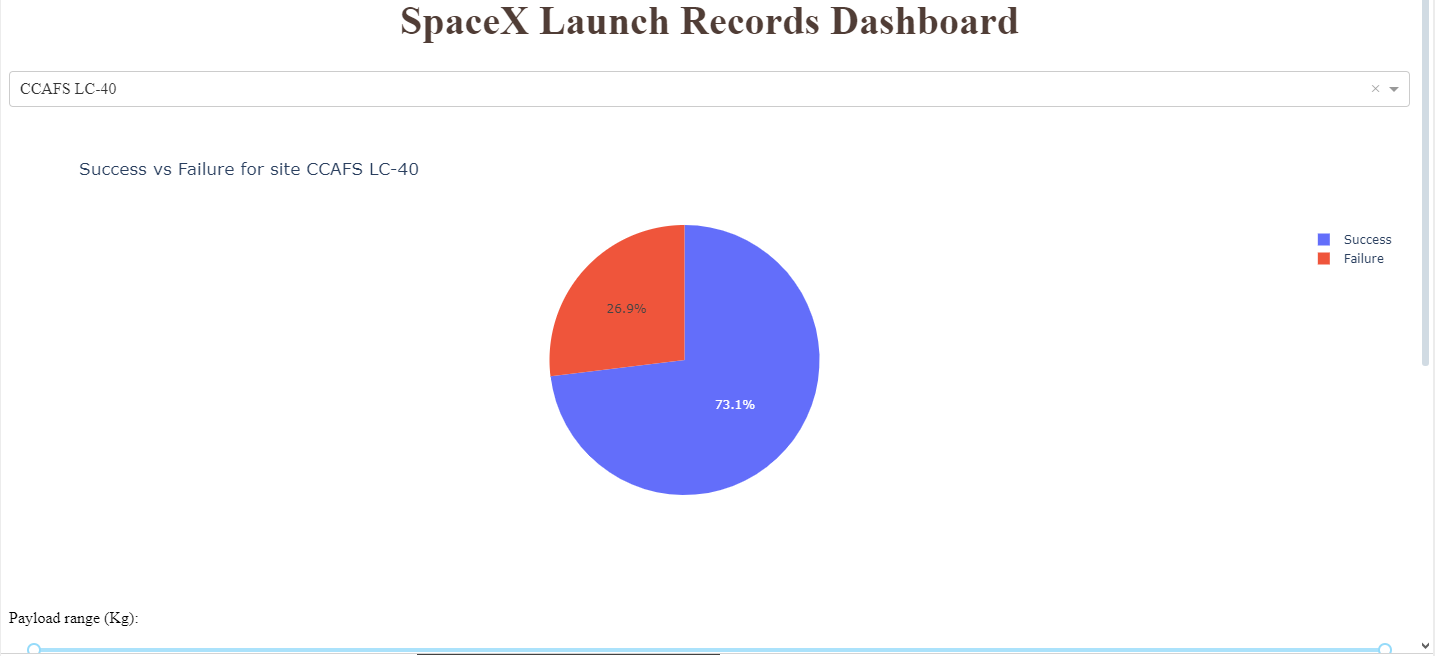 SpaceX Launch Records Dashboard
CCAFS LC-40
Success vs Failure for site CCAFS LC-40
Success
Failure
26.9%
73.1%
Payload range (Kg):